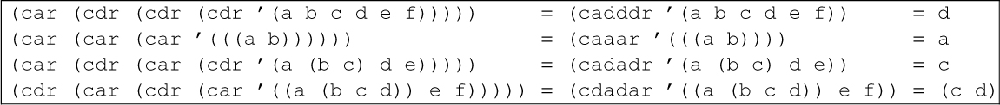 (car (cdr (cdr (cdr ’(a b c d e f))))) = (cadddr ’(a b c d e f)) = d
(car (car (car ’(((a b)))))) = (caaar ’(((a b)))) = a
(car (cdr (car (cdr ’(a (b c) d e))))) = (cadadr ’(a (b c) d e)) = c
(cdr (car (cdr (car ’((a (b c d)) e f))))) = (cdadar ’((a (b c d)) e f)) = (c d)